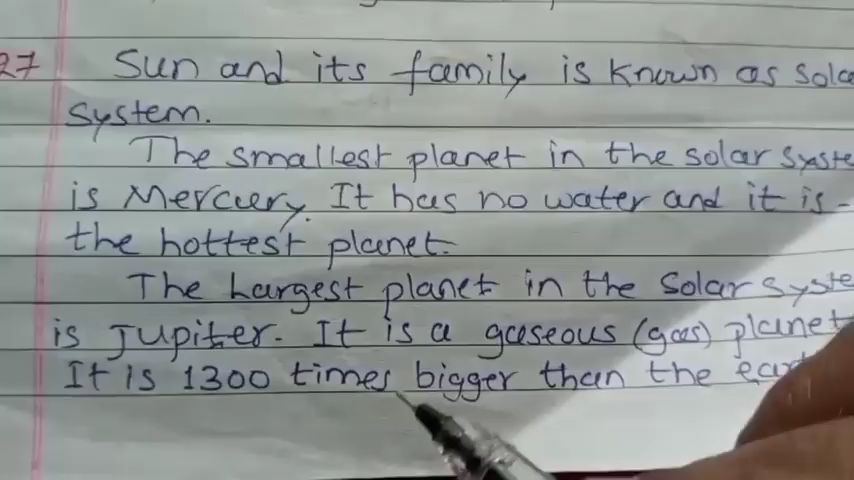 27 Sun and its family is known as sola
system.
The smallest planet in the solar syste
is Mercury. It has no water and it is -
the hottest planet.
The Largest planet in the Solar syste
is Jupiter. It is a gaseous (gas) planet
It is 1300 times bigger than the ear